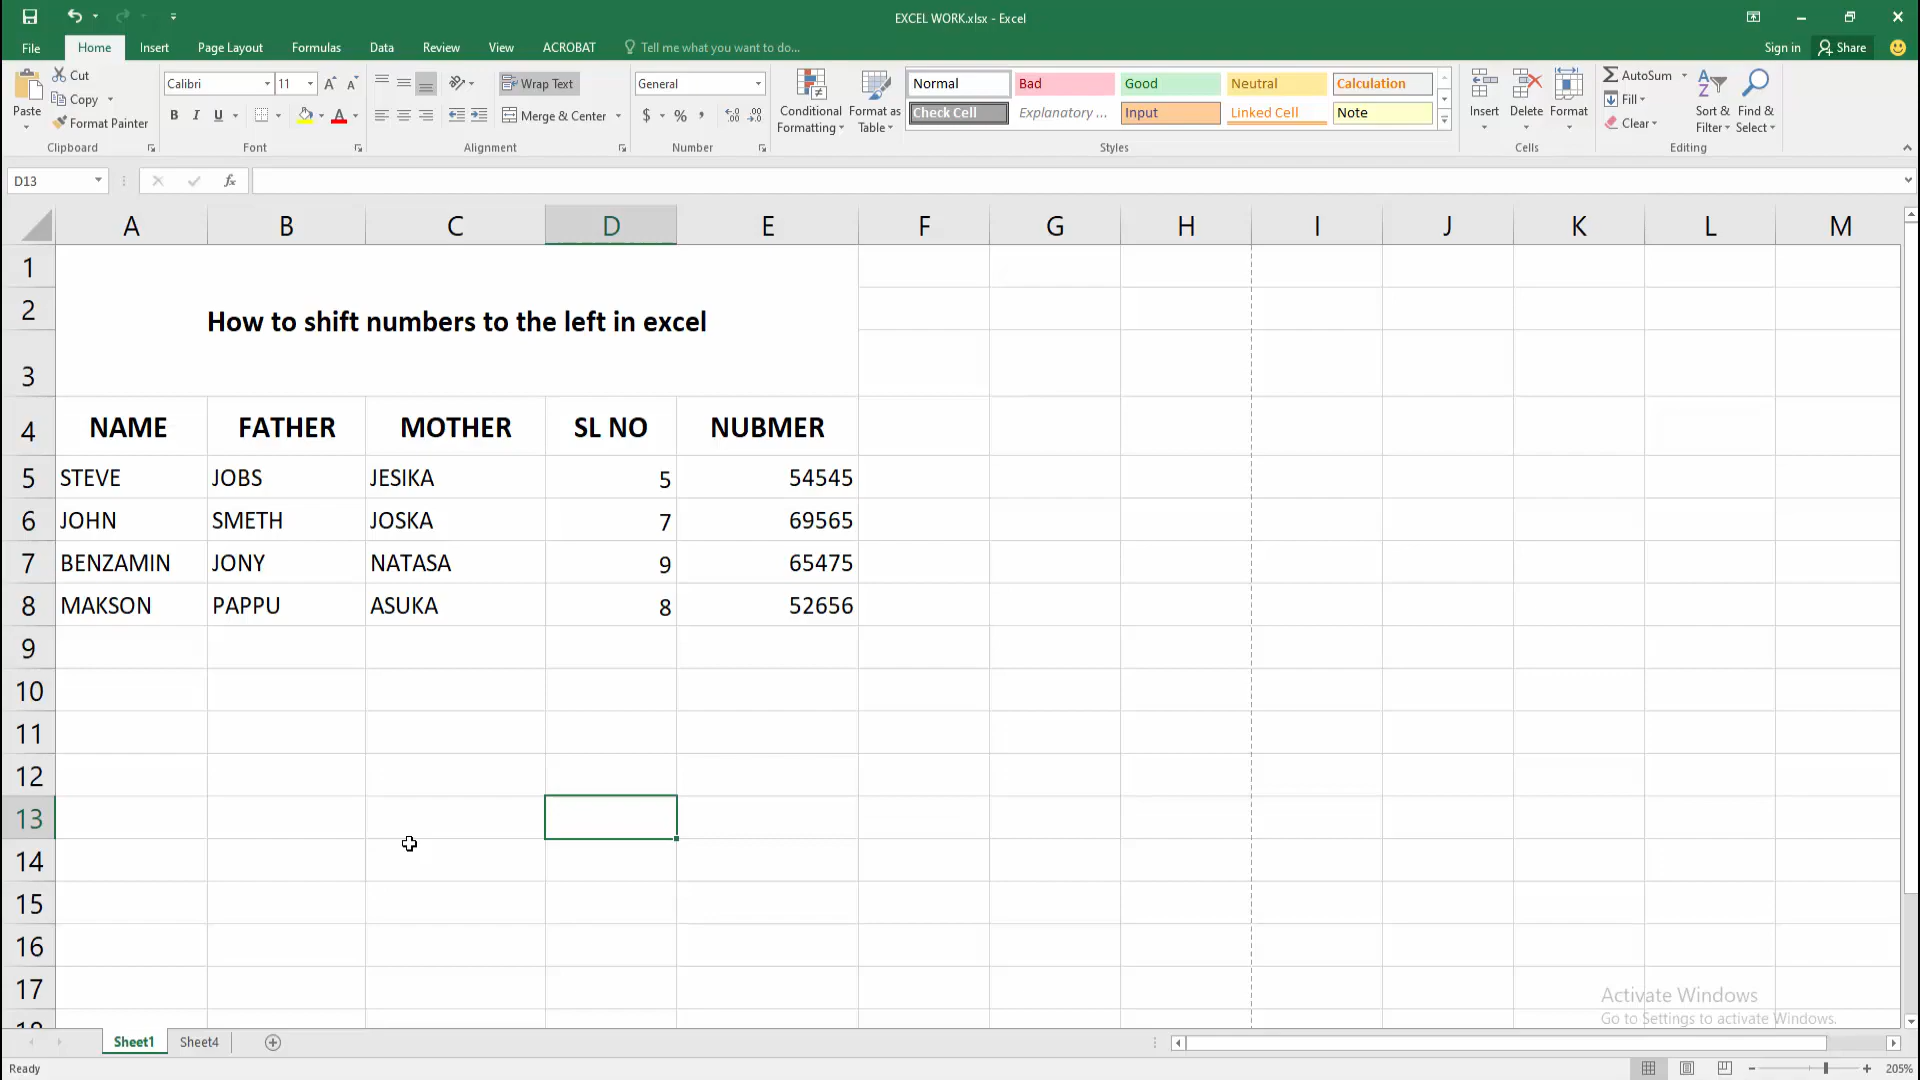 EXCEL WORK.xlsx - Excel
File Home Insert Page Layout Formulas Data Review View ACROBAT Tell me what you want to do... Sign in Share
Paste
Cut
Copy
Format Painter
Clipboard
Calibri 11
B I U A
Font
Wrap Text
Merge & Center
Alignment
General
$ % ,
Number
Conditional Formatting
Format as Table
Normal Bad Good Neutral Calculation
Check Cell Explanatory ... Input Linked Cell Note
Styles
Insert Delete Format
Cells
AutoSum
Fill
Clear
Sort & Filter
Find & Select
Editing
D13 fx
A B C D E F G H I J K L M
1
2 How to shift numbers to the left in excel
3
4 NAME FATHER MOTHER SL NO NUBMER
5 STEVE JOBS JESIKA 5 54545
6 JOHN SMETH JOSKA 7 69565
7 BENZAMIN JONY NATASA 9 65475
8 MAKSON PAPPU ASUKA 8 52656
9
10
11
12
13
14
15
16
17
18
Activate Windows
Go to Settings to activate Windows.
Sheet1 Sheet4
Ready 205%